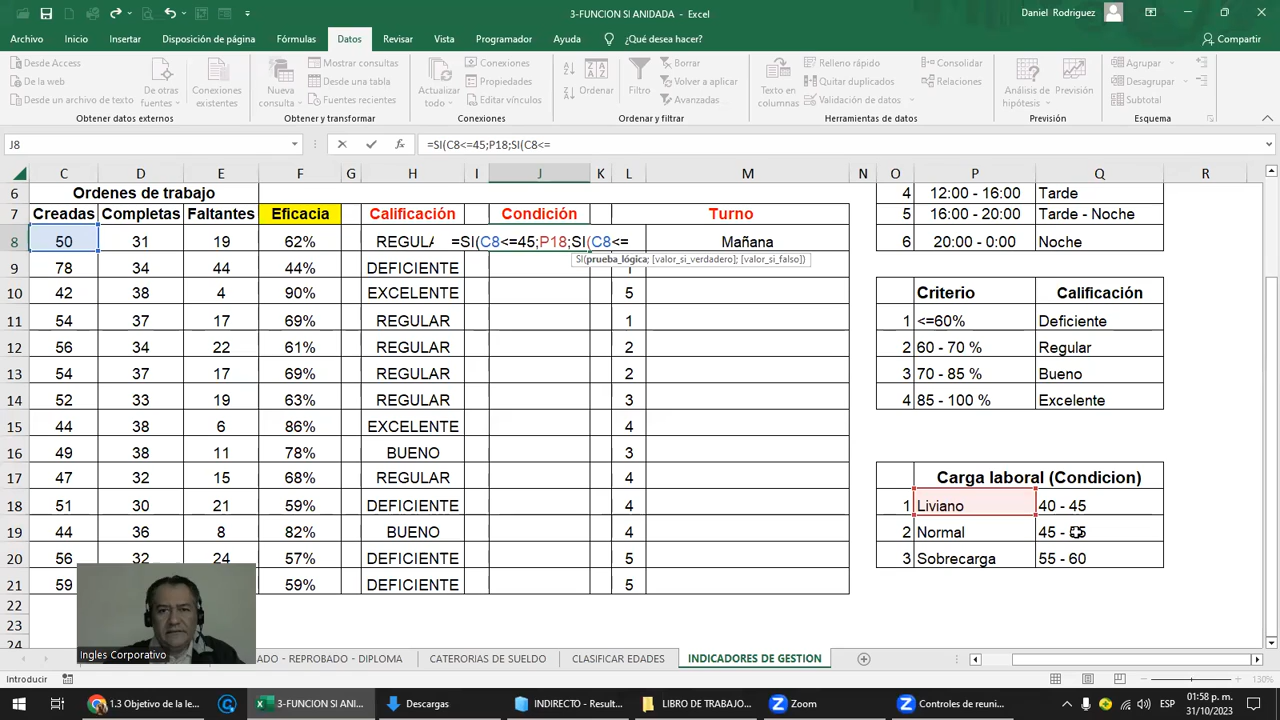 3-FUNCION SI ANIDADA - Excel
Daniel Rodriguez
Archivo Inicio Insertar Disposición de página Fórmulas Datos Revisar Vista Programador Ayuda ¿Qué desea hacer? Compartir
Desde Access
De la web
Desde un archivo de texto
De otras fuentes
Conexiones existentes
Obtener datos externos
Nueva consulta
Mostrar consultas
Desde una tabla
Fuentes recientes
Obtener y transformar
Actualizar todo
Conexiones
Propiedades
Editar vínculos
Conexiones
Ordenar
Filtro
Borrar
Volver a aplicar
Avanzadas
Ordenar y filtrar
Texto en columnas
Relleno rápido
Quitar duplicados
Validación de datos
Consolidar
Relaciones
Herramientas de datos
Análisis de hipótesis
Previsión
Previsión
Agrupar
Desagrupar
Subtotal
Esquema
J8 fx =SI(C8<=45;P18;SI(C8<=
C D E F G H I J K L M N O P Q R
6 Ordenes de trabajo 4 12:00 - 16:00 Tarde
7 Creadas Completas Faltantes Eficacia Calificación Condición Turno 5 16:00 - 20:00 Tarde - Noche
8 50 31 19 62% REGULA =SI(C8<=45;P18;SI(C8<= Mañana 6 20:00 - 0:00 Noche
SI(prueba_lógica; [valor_si_verdadero]; [valor_si_falso])
9 78 34 44 44% DEFICIENTE 1
10 42 38 4 90% EXCELENTE 5 Criterio Calificación
11 54 37 17 69% REGULAR 1 1 <=60% Deficiente
12 56 34 22 61% REGULAR 2 2 60 - 70 % Regular
13 54 37 17 69% REGULAR 2 3 70 - 85 % Bueno
14 52 33 19 63% REGULAR 3 4 85 - 100 % Excelente
15 44 38 6 86% EXCELENTE 4
16 49 38 11 78% BUENO 3
17 47 32 15 68% REGULAR 4 Carga laboral (Condicion)
18 51 30 21 59% DEFICIENTE 4 1 Liviano 40 - 45
19 44 36 8 82% BUENO 4 2 Normal 45 -
20 56 32 24 57% DEFICIENTE 5 3 Sobrecarga 55 - 60
21 59 59% DEFICIENTE 5
22
23
24
Ingles Corporativo
ADO - REPROBADO - DIPLOMA CATERORIAS DE SUELDO CLASIFICAR EDADES INDICADORES DE GESTION
Introducir 130%
1.3 Objetivo de la le... 3-FUNCION SI ANI... Descargas INDIRECTO - Result... LIBRO DE TRABAJO... Zoom Controles de reuni... ESP 01:58 p. m.
31/10/2023